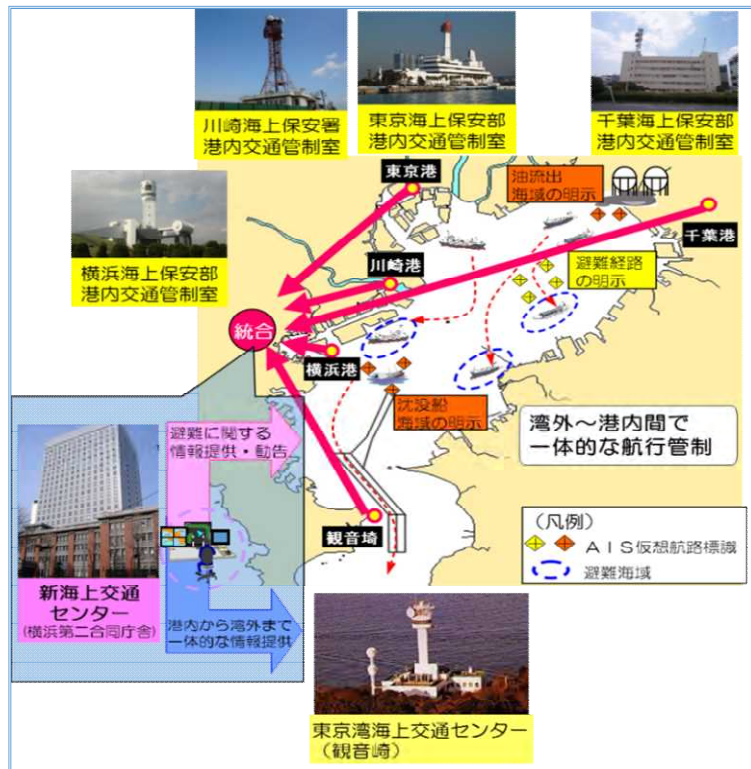 川崎海上保安署
港内交通管制室
東京海上保安部
港内交通管制室
千葉海上保安部
港内交通管制室
横浜海上保安部
港内交通管制室
東京港
油流出
海域の明示
千葉港
川崎港
避難経路
の明示
統合
横浜港
沈没船
海域の明示
湾外～港内間で
一体的な航行管制
避難に関する
情報提供・勧告
観音埼
（凡例）
ＡＩＳ仮想航路標識
避難海域
新海上交通
センター
(横浜第二合同庁舎)
港内から湾外まで
一体的な情報提供
東京湾海上交通センター
（観音崎）